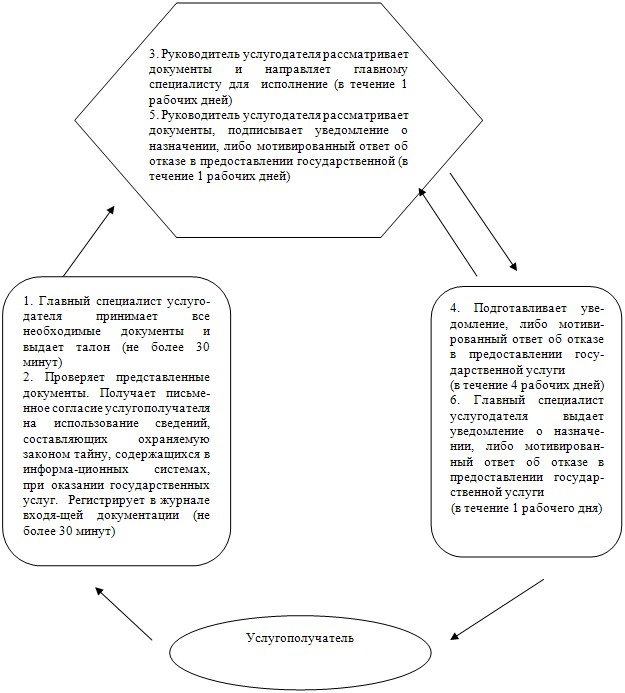 3. Руководитель услугодателя рассматривает
документы и направляет главному
специалисту для исполнение (в течение 1
рабочих дней)
5. Руководитель услугодателя рассматривает
документы, подписывает уведомление о
назначении, либо мотивированный ответ об
отказе в предоставлении государственной (в
течение 1 рабочих дней)
1. Главный специалист услуго-
дателя принимает все
необходимые документы и
выдает талон (не более 30
минут)
2. Проверяет представленные
документы. Получает письме-
нное согласие услугополучателя
на использование сведений,
составляющих охраняемую
законом тайну, содержащихся в
информа-ционных системах,
при оказании государственных
услуг. Регистрирует в журнале
входя-щей документации (не
более 30 минут)
4. Подготавливает уве-
домление, либо мотиви-
рованный ответ об отказе
в предоставлении госу-
дарственной услуги
(в течение 4 рабочих дней)
6. Главный специалист
услугодателя выдает
уведомление о назначе-
нии, либо мотивирован-
ный ответ об отказе в
предоставлении государ-
ственной услуги
(в течение 1 рабочего дня)
Услугополучатель